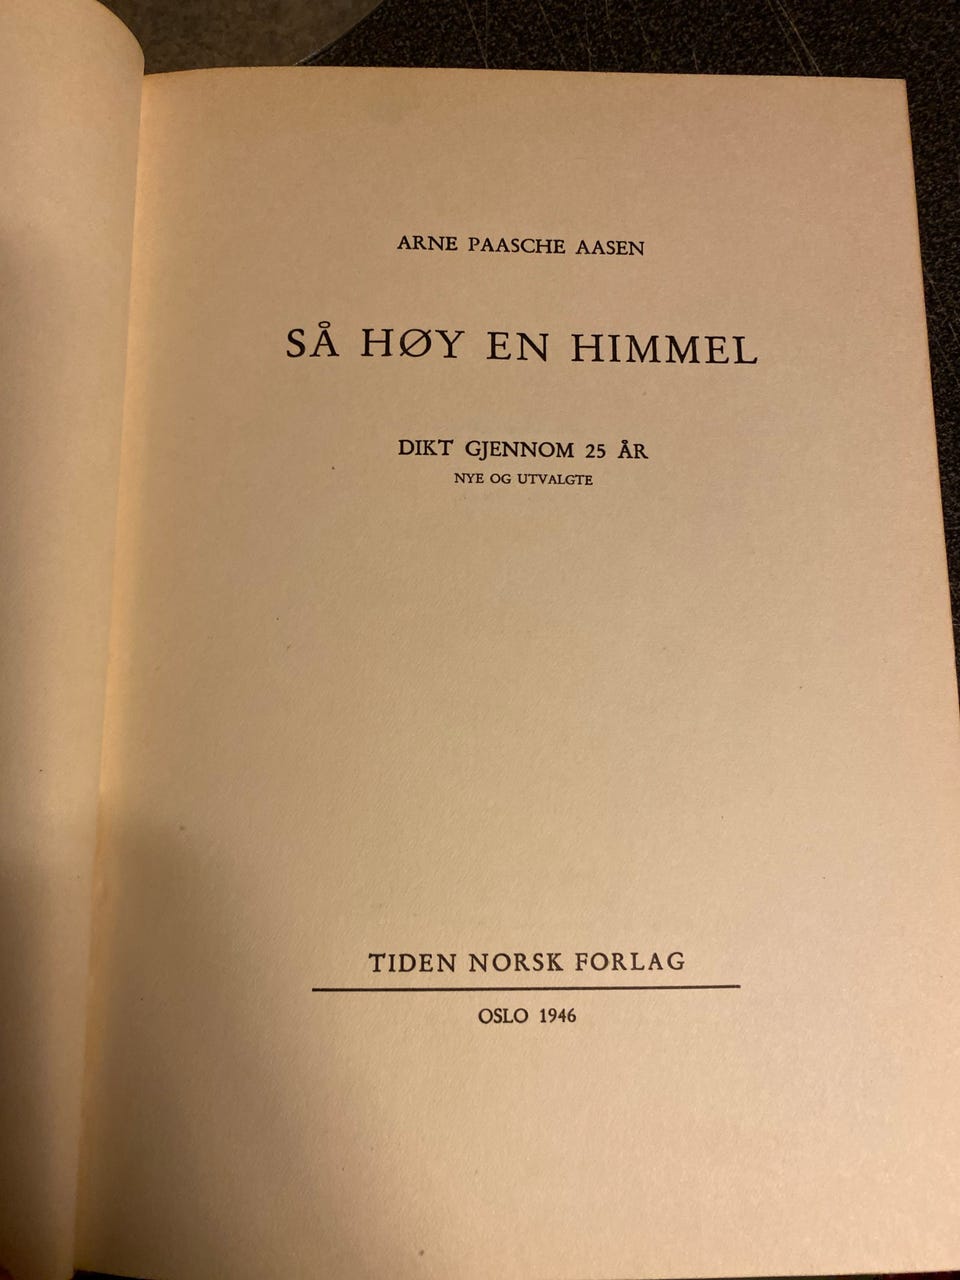 ARNE PAASCHE AASEN
SÅ HØY EN HIMMEL
DIKT GJENNOM 25 ÅR
NYE OG UTVALGTE
TIDEN NORSK FORLAG
OSLO 1946